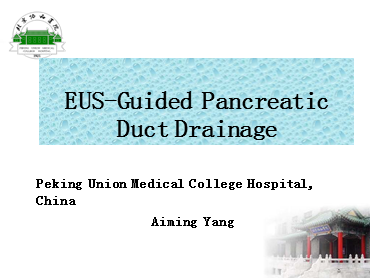 EUS-Guided Pancreatic
Duct Drainage
Peking Union Medical College Hospital,
China
Aiming Yang